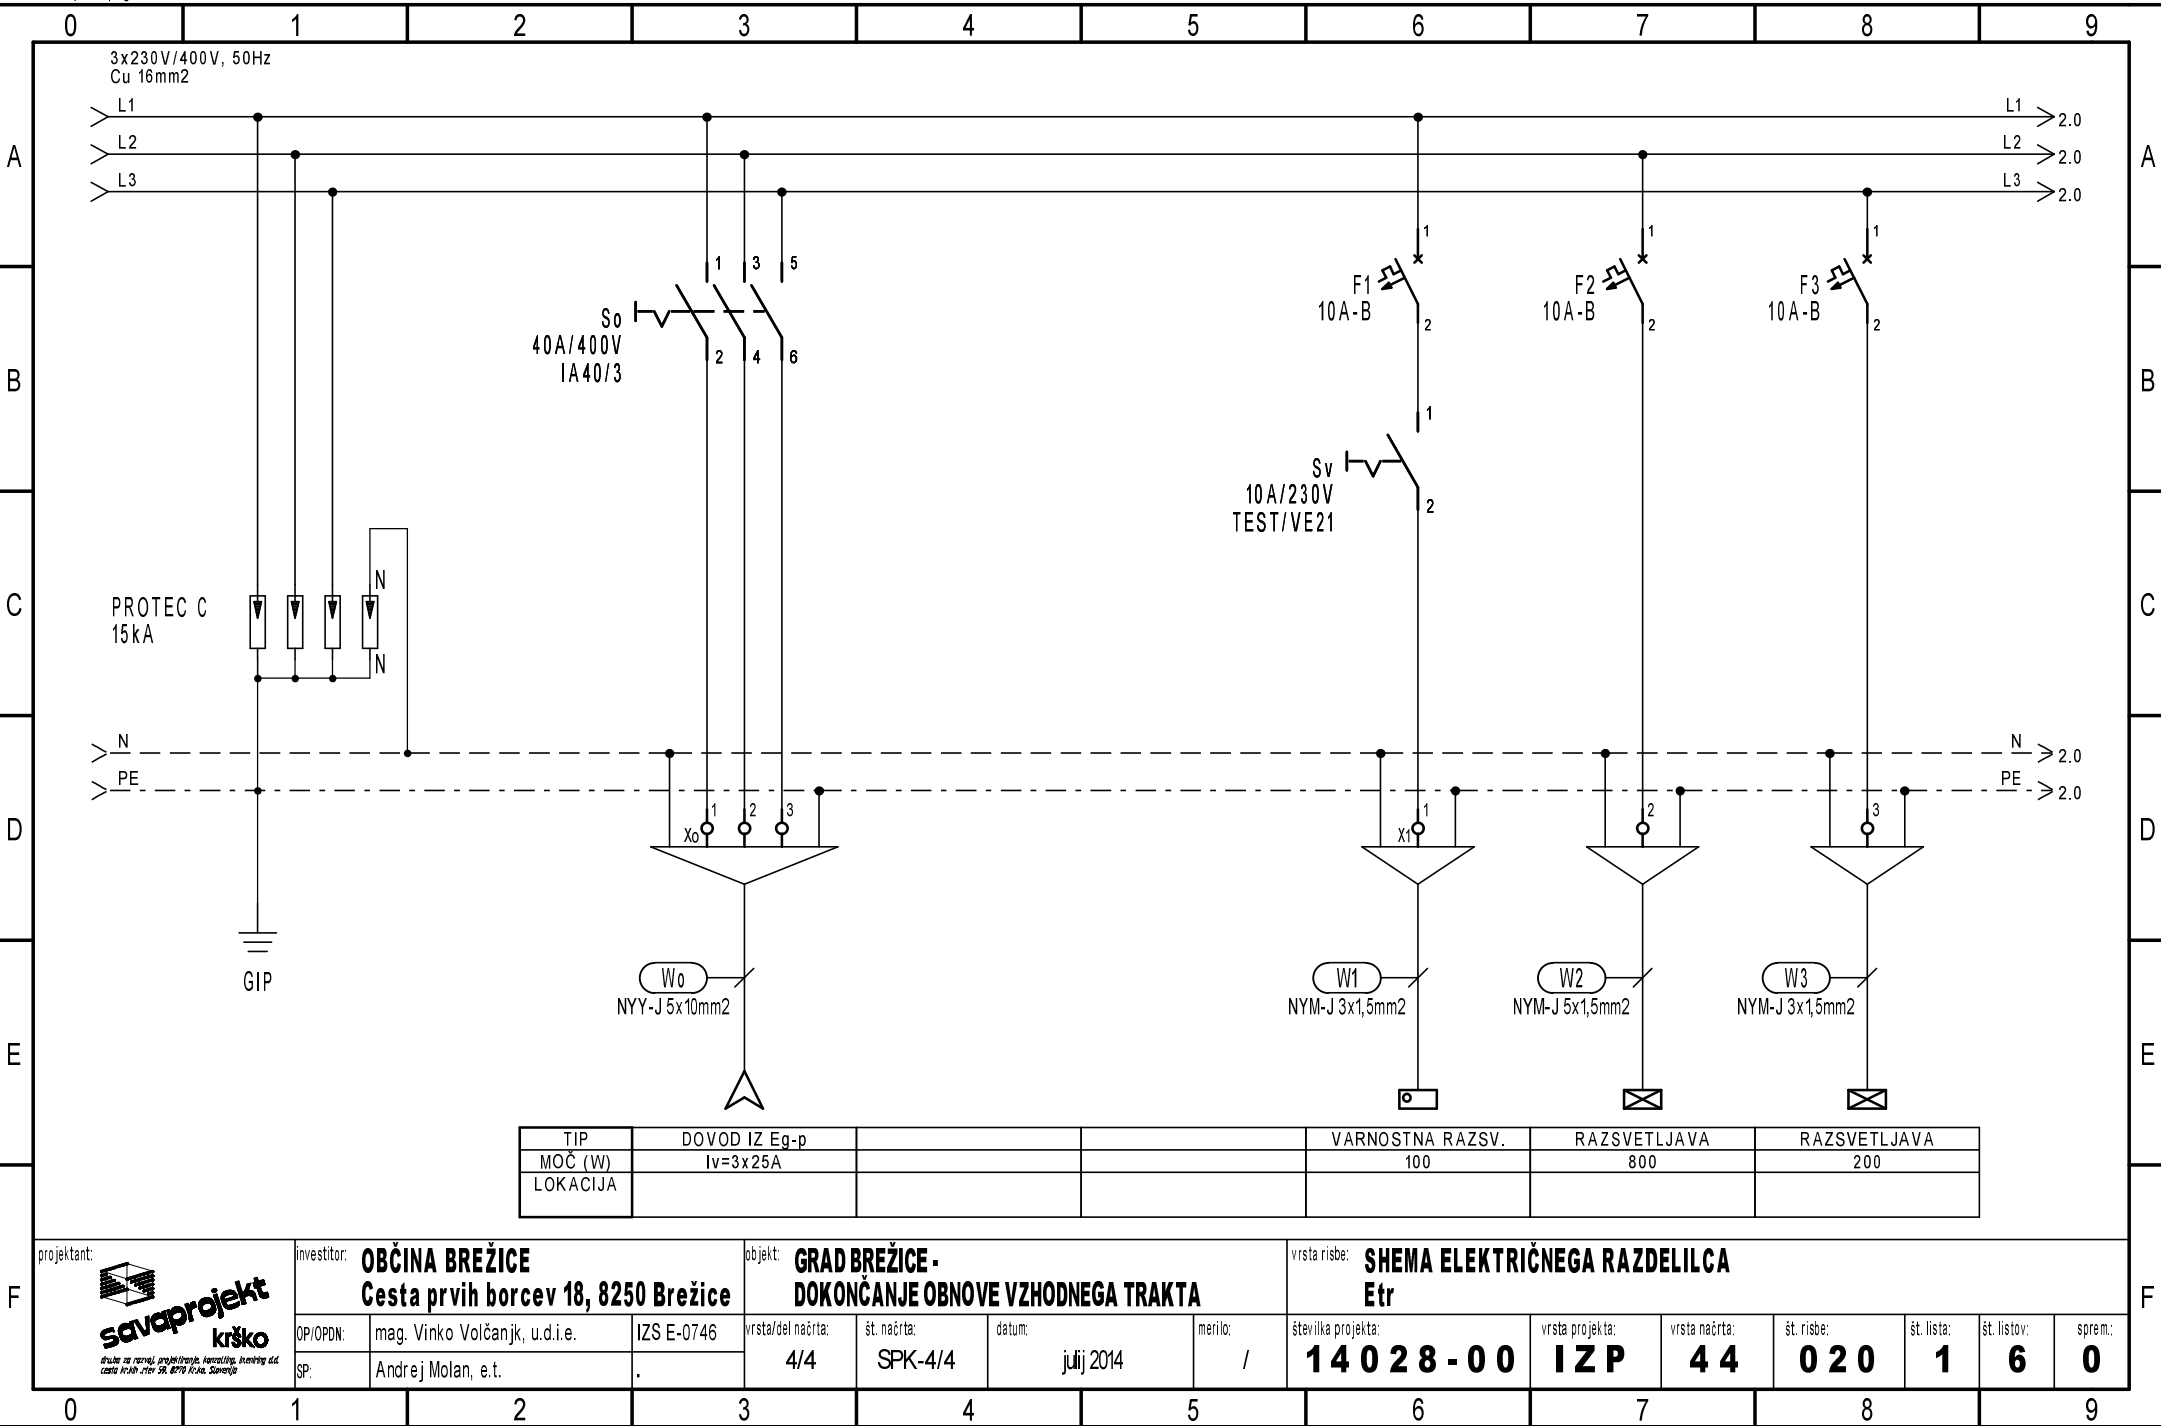 0 1 2 3 4 5 6 7 8 9
3x230V/400V, 50Hz
Cu 16mm2
L1 L1 2.0
L2 L2 2.0
A A
L3 L3 2.0
1 1 1
1 3 5
F1 F2 F3
10A-B 10A-B 10A-B
2 2 2
So
40A/400V
IA40/3
2 4 6
B B
1
Sv
10A/230V
TEST/VE21
2
N
PROTEC C
15kA
C C
N
N N 2.0
PE PE 2.0
1 2 3 1 2 3
Xo X1
D D
GIP
Wo W1 W2 W3
NYY-J 5x10mm2 NYM-J 3x1,5mm2 NYM-J 5x1,5mm2 NYM-J 3x1,5mm2
E E
TIP DOVOD IZ Eg-p VARNOSTNA RAZSV. RAZSVETLJAVA RAZSVETLJAVA
MOČ (W) Iv=3x25A 100 800 200
LOKACIJA
F F
projektant:
savaprojekt
krško
investitor: OBČINA BREŽICE
Cesta prvih borcev 18, 8250 Brežice
objekt: GRAD BREŽICE -
DOKONČANJE OBNOVE VZHODNEGA TRAKTA
vrsta risbe: SHEMA ELEKTRIČNEGA RAZDELILCA
Etr
OP/OPDN: mag. Vinko Volčanjk, u.d.i.e. IZS E-0746
SP: Andrej Molan, e.t. .
vrsta/del načrta: 4/4
št. načrta: SPK-4/4
datum: julij 2014
merilo: /
številka projekta: 14028-00
vrsta projekta: IZP
vrsta načrta: 44
št. risbe: 020
št. lista: 1
št. listov: 6
sprem.: 0
0 1 2 3 4 5 6 7 8 9